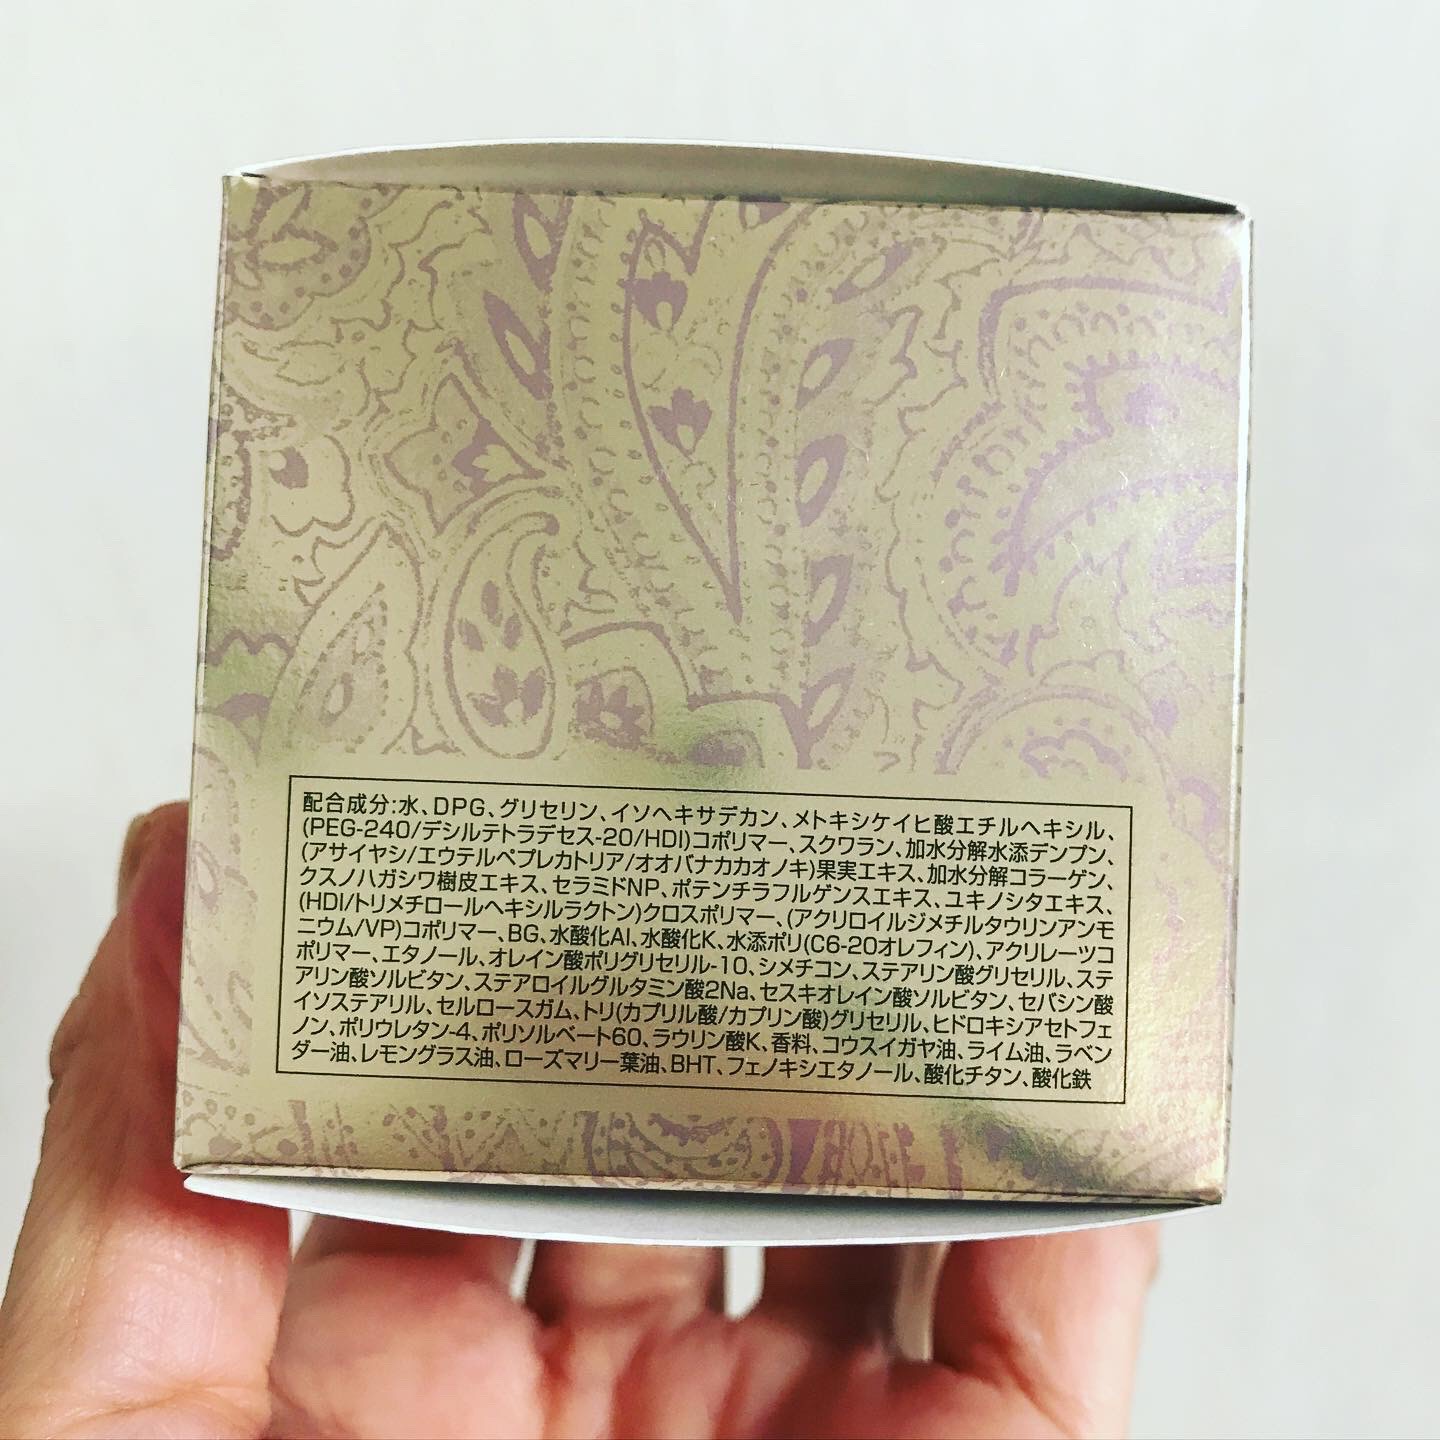 配合成分:水、DPG、グリセリン、イソヘキサデカン、メトキシケイヒ酸エチルヘキシル、
(PEG-240/デシルテトラデセス-20/HDI)コポリマー、スクワラン、加水分解水添デンプン、
(アサイヤシ/エウテルペプレカトリア/オオバナカカオノキ)果実エキス、加水分解コラーゲン、
クスノハガシワ樹皮エキス、セラミドNP、ポテンチラフルゲンスエキス、ユキノシタエキス、
(HDI/トリメチロールヘキシルラクトン)クロスポリマー、(アクリロイルジメチルタウリンアンモ
ニウム/VP)コポリマー、BG、水酸化Al、水酸化K、水添ポリ(C6-20オレフィン)、アクリレーツコ
ポリマー、エタノール、オレイン酸ポリグリセリル-10、シメチコン、ステアリン酸グリセリル、ステ
アリン酸ソルビタン、ステアロイルグルタミン酸2Na、セスキオレイン酸ソルビタン、セバシン酸
イソステアリル、セルロースガム、トリ(カプリル酸/カプリン酸)グリセリル、ヒドロキシアセトフェ
ノン、ポリウレタン-4、ポリソルベート60、ラウリン酸K、香料、コウスイガヤ油、ライム油、ラベン
ダー油、レモングラス油、ローズマリー葉油、BHT、フェノキシエタノール、酸化チタン、酸化鉄